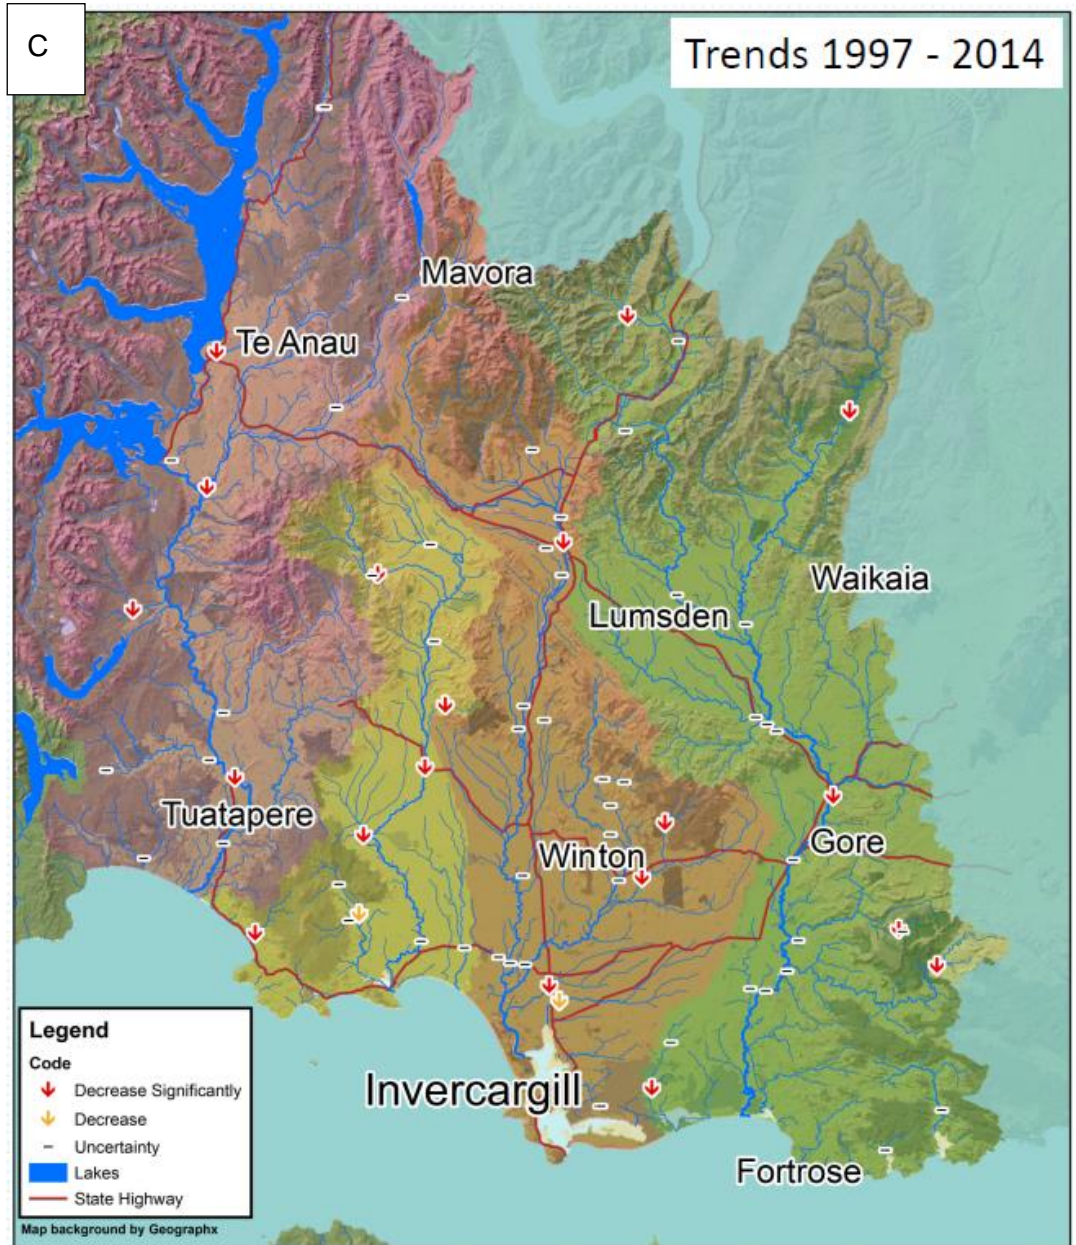 C
Trends 1997 - 2014
Mavora
Te Anau
Waikaia
Lumsden
Tuatapere
Winton
Gore
Invercargill
Fortrose
Legend
Code
Decrease Significantly
Decrease
Uncertainty
Lakes
State Highway
Map background by Geographx